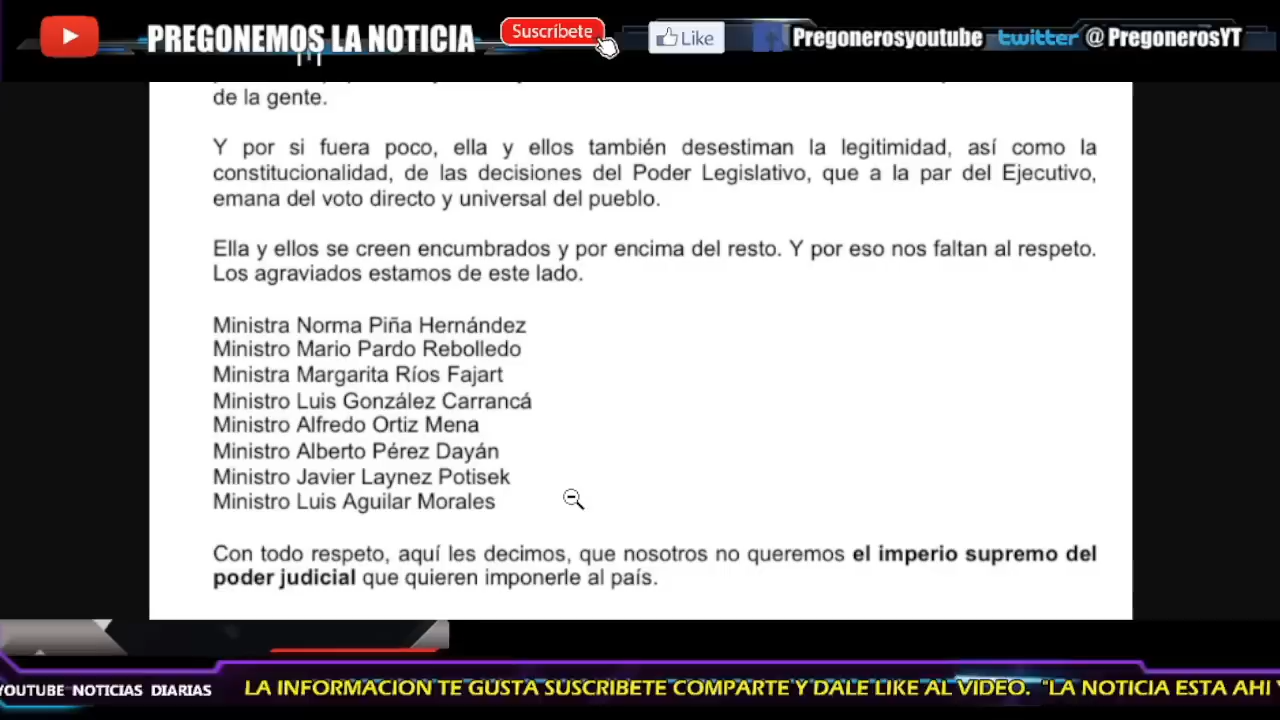 PREGONEMOS LA NOTICIA
Suscríbete
Like
Pregonerosyoutube
twitter @PregonerosYT
de la gente.
Y por si fuera poco, ella y ellos también desestiman la legitimidad, así como la
constitucionalidad, de las decisiones del Poder Legislativo, que a la par del Ejecutivo,
emana del voto directo y universal del pueblo.
Ella y ellos se creen encumbrados y por encima del resto. Y por eso nos faltan al respeto.
Los agraviados estamos de este lado.
Ministra Norma Piña Hernández
Ministro Mario Pardo Rebolledo
Ministra Margarita Ríos Fajart
Ministro Luis González Carrancá
Ministro Alfredo Ortiz Mena
Ministro Alberto Pérez Dayán
Ministro Javier Laynez Potisek
Ministro Luis Aguilar Morales
Con todo respeto, aquí les decimos, que nosotros no queremos el imperio supremo del
poder judicial que quieren imponerle al país.
YOUTUBE NOTICIAS DIARIAS
LA INFORMACION TE GUSTA SUSCRIBETE COMPARTE Y DALE LIKE AL VIDEO. "LA NOTICIA ESTA AHI Y